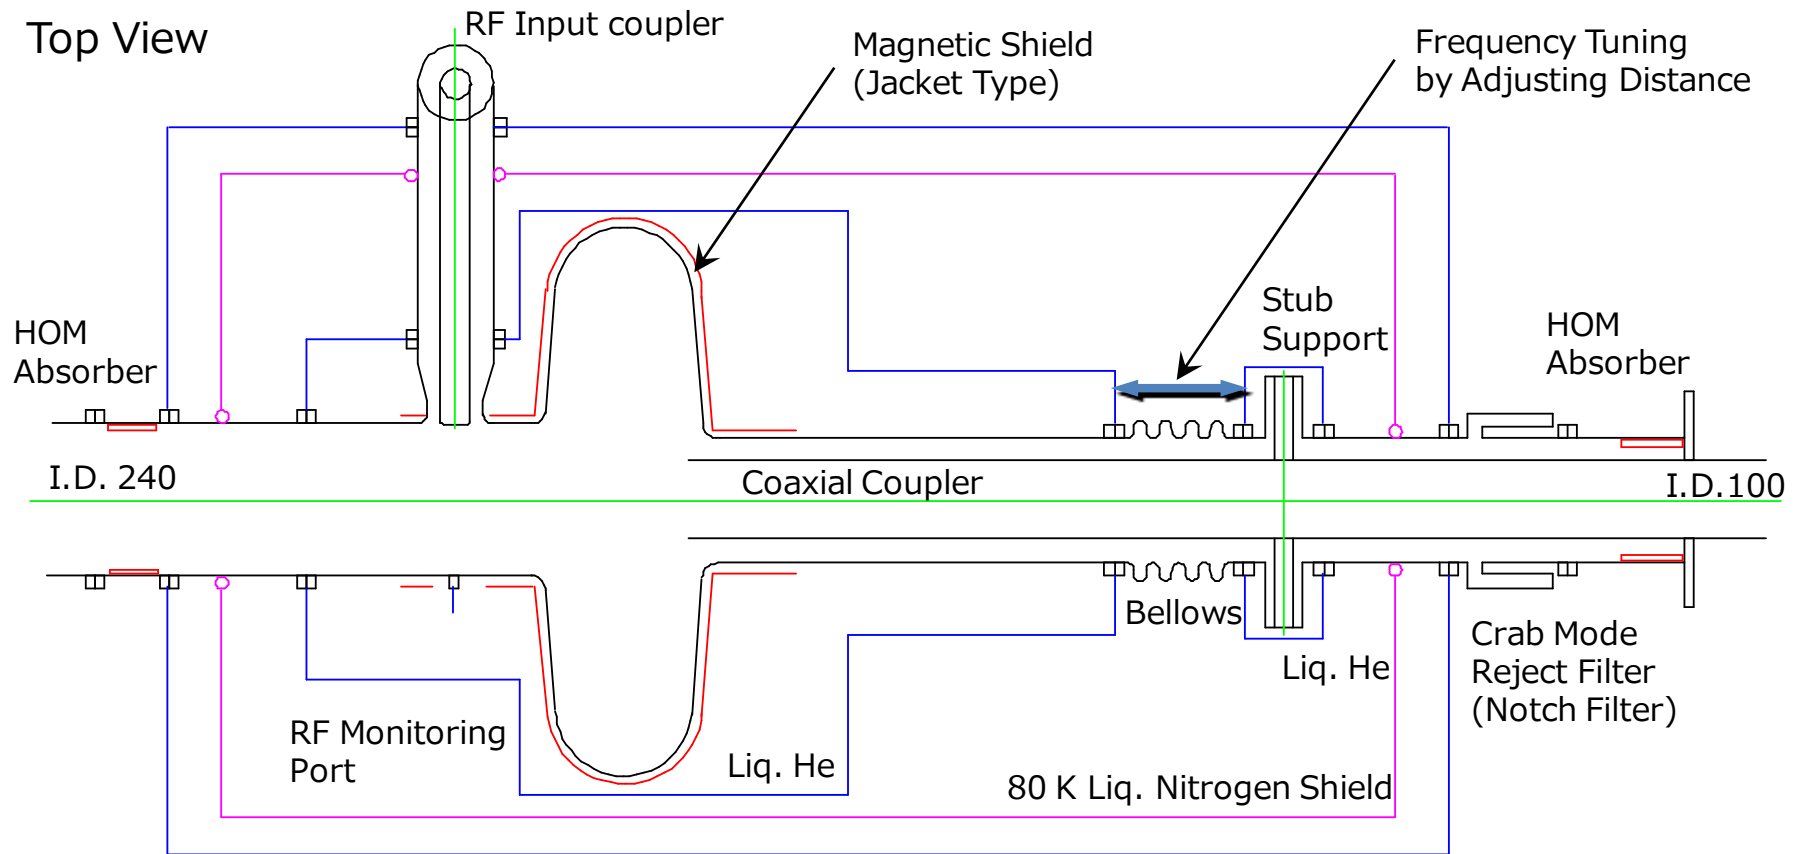 Top View
RF Input coupler
Magnetic Shield
(Jacket Type)
Frequency Tuning
by Adjusting Distance
HOM
Absorber
Stub
Support
HOM
Absorber
I.D. 240
Coaxial Coupler
I.D.100
Bellows
Liq. He
Crab Mode
Reject Filter
(Notch Filter)
RF Monitoring
Port
Liq. He
80 K Liq. Nitrogen Shield